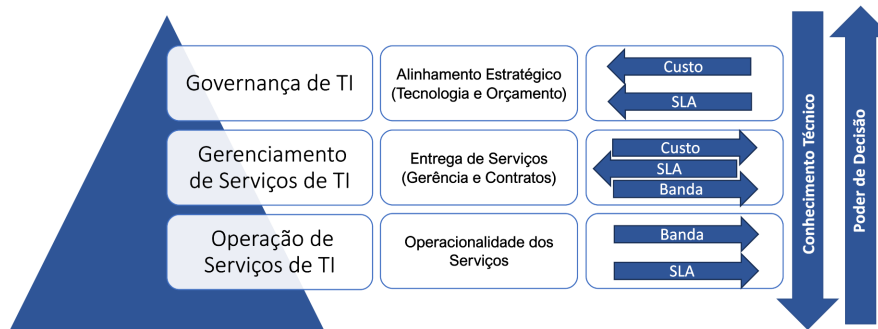 Governança de TI
Alinhamento Estratégico
(Tecnologia e Orçamento)
Custo
SLA
Gerenciamento
de Serviços de TI
Entrega de Serviços
(Gerência e Contratos)
Custo
SLA
Banda
Operação de
Serviços de TI
Operacionalidade dos
Serviços
Banda
SLA
Conhecimento Técnico
Poder de Decisão